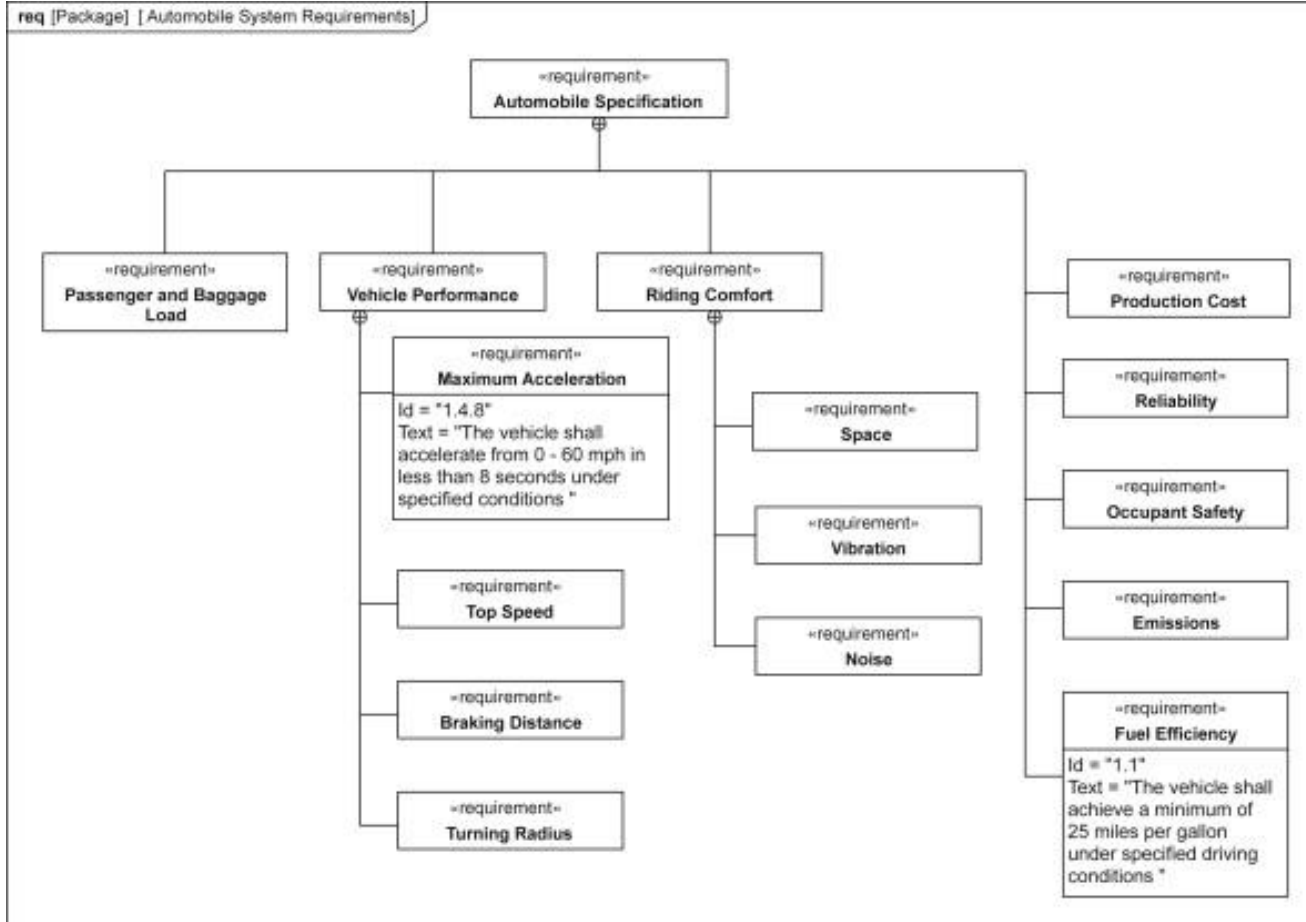 req [Package] [ Automobile System Requirements]
«requirement»
Automobile Specification
«requirement»
Passenger and Baggage
Load
«requirement»
Vehicle Performance
«requirement»
Maximum Acceleration
Id = "1.4.8"
Text = "The vehicle shall
accelerate from 0 - 60 mph in
less than 8 seconds under
specified conditions "
«requirement»
Top Speed
«requirement»
Braking Distance
«requirement»
Turning Radius
«requirement»
Riding Comfort
«requirement»
Space
«requirement»
Vibration
«requirement»
Noise
«requirement»
Production Cost
«requirement»
Reliability
«requirement»
Occupant Safety
«requirement»
Emissions
«requirement»
Fuel Efficiency
Id = "1.1"
Text = "The vehicle shall
achieve a minimum of
25 miles per gallon
under specified driving
conditions "